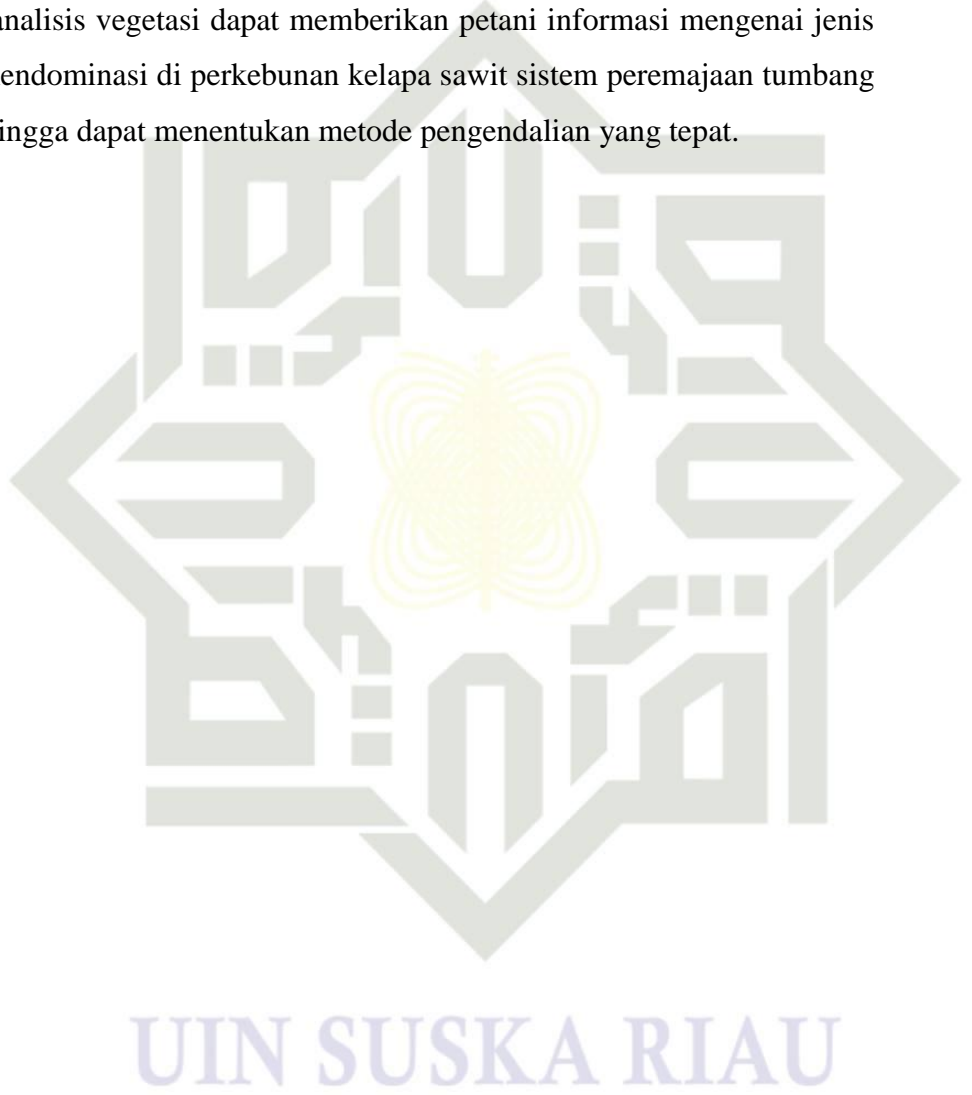 analisis vegetasi dapat memberikan petani informasi mengenai jenis
endominasi di perkebunan kelapa sawit sistem peremajaan tumbang
ingga dapat menentukan metode pengendalian yang tepat.
UIN SUSKA RIAU